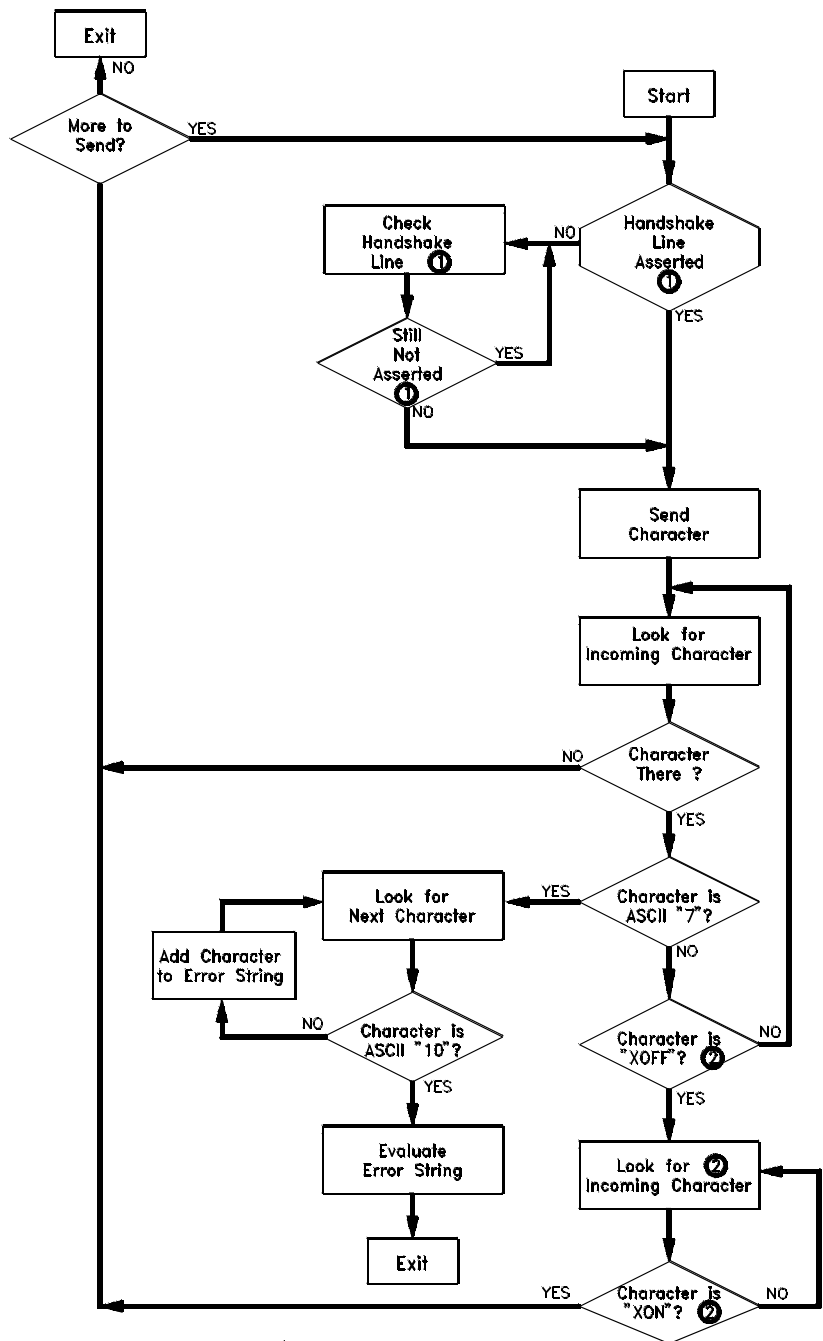 Exit
NO
More to
Send?
YES
Start
Handshake
Line
Asserted
1
NO
YES
Check
Handshake
Line 1
Still
Not
Asserted
1
YES
NO
Send
Character
Look for
Incoming Character
Character
There ?
NO
YES
Character is
ASCII "7"?
YES
NO
Look for
Next Character
Add Character
to Error String
Character is
ASCII "10"?
NO
YES
Character is
"XOFF"? 2
NO
YES
Evaluate
Error String
Exit
Look for 2
Incoming Character
Character is
"XON"? 2
YES
NO